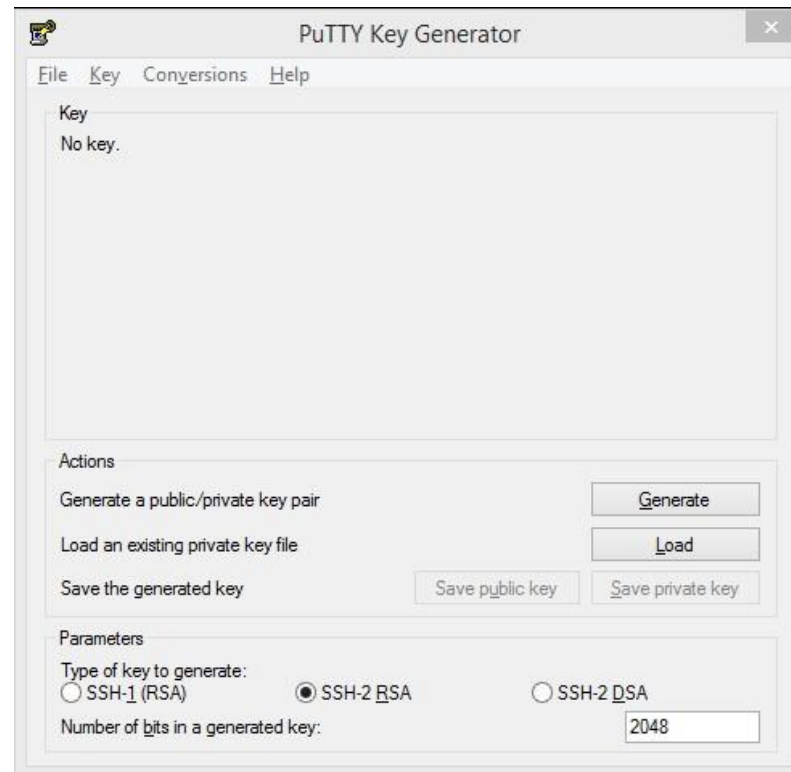 PuTTY Key Generator
File Key Conversions Help
Key
No key.
Actions
Generate a public/private key pair Generate
Load an existing private key file Load
Save the generated key Save public key Save private key
Parameters
Type of key to generate:
SSH-1 (RSA) SSH-2 RSA SSH-2 DSA
Number of bits in a generated key: 2048